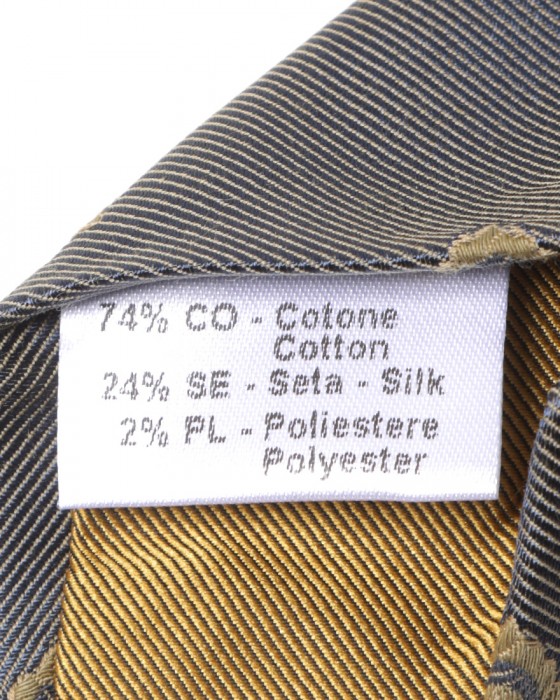 74% CO - Cotone
Cotton
24% SE - Seta - Silk
2% PL - Poliestere
Polyester